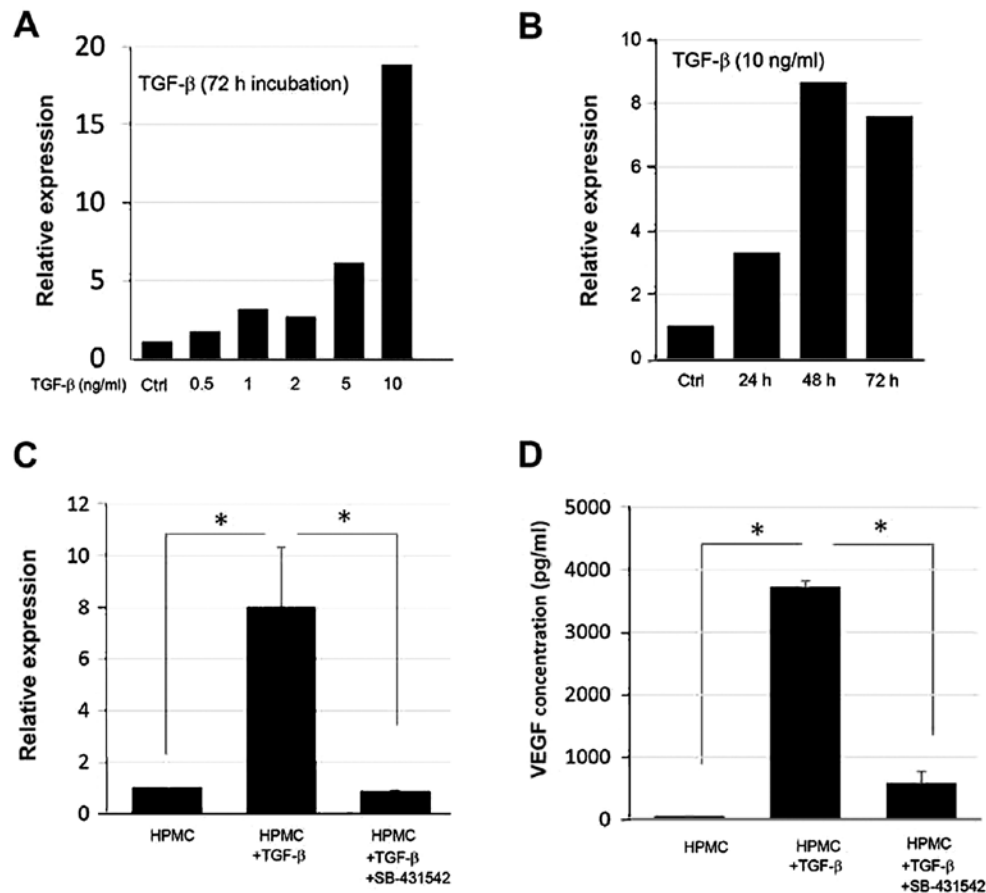 A
Relative expression
20
15
10
5
0
TGF-β (72 h incubation)
TGF-β (ng/ml) Ctrl 0.5 1 2 5 10
B
Relative expression
10
8
6
4
2
0
TGF-β (10 ng/ml)
Ctrl 24 h 48 h 72 h
C
Relative expression
12
10
8
6
4
2
0
* *
HPMC
HPMC
+TGF-β
HPMC
+TGF-β
+SB-431542
D
VEGF concentration (pg/ml)
5000
4000
3000
2000
1000
0
* *
HPMC
HPMC
+TGF-β
HPMC
+TGF-β
+SB-431542